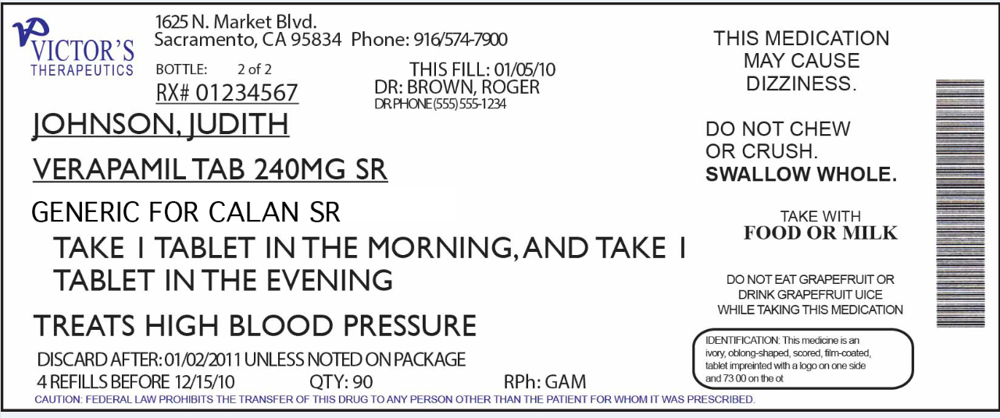 VICTOR'S
THERAPEUTICS
1625 N. Market Blvd.
Sacramento, CA 95834 Phone: 916/574-7900
BOTTLE: 2 of 2
THIS FILL: 01/05/10
RX# 01234567
DR: BROWN, ROGER
DR PHONE (555) 555-1234
JOHNSON, JUDITH
VERAPAMIL TAB 240MG SR
GENERIC FOR CALAN SR
TAKE 1 TABLET IN THE MORNING, AND TAKE 1
TABLET IN THE EVENING
TREATS HIGH BLOOD PRESSURE
DISCARD AFTER: 01/02/2011 UNLESS NOTED ON PACKAGE
4 REFILLS BEFORE 12/15/10 QTY: 90 RPh: GAM
CAUTION: FEDERAL LAW PROHIBITS THE TRANSFER OF THIS DRUG TO ANY PERSON OTHER THAN THE PATIENT FOR WHOM IT WAS PRESCRIBED.
THIS MEDICATION
MAY CAUSE
DIZZINESS.
DO NOT CHEW
OR CRUSH.
SWALLOW WHOLE.
TAKE WITH
FOOD OR MILK
DO NOT EAT GRAPEFRUIT OR
DRINK GRAPEFRUIT UICE
WHILE TAKING THIS MEDICATION
IDENTIFICATION: This medicine is an
ivory, oblong-shaped, scored, film-coated,
tablet impreinted with a logo on one side
and 73 00 on the ot